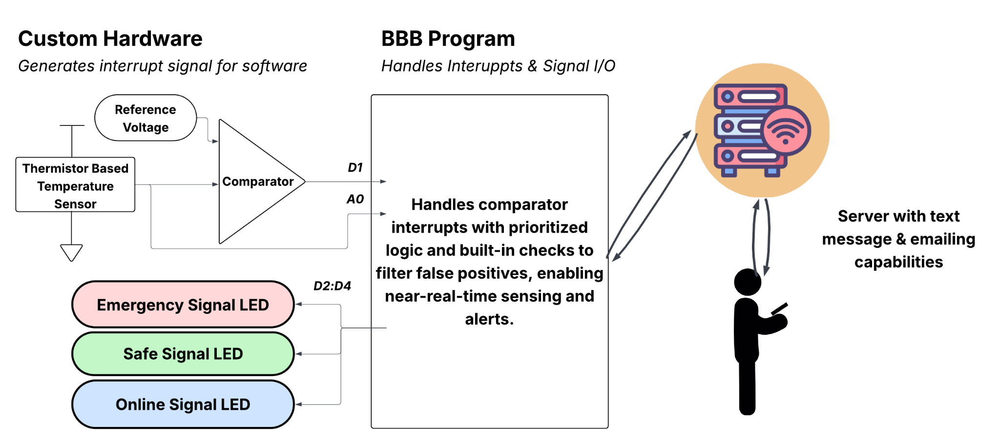 Custom Hardware
Generates interrupt signal for software
BBB Program
Handles Interuppts & Signal I/O
Reference
Voltage
Thermistor Based
Temperature
Sensor
Comparator
D1
A0
D2:D4
Handles comparator
interrupts with prioritized
logic and built-in checks to
filter false positives, enabling
near-real-time sensing and
alerts.
Emergency Signal LED
Safe Signal LED
Online Signal LED
Server with text
message & emailing
capabilities